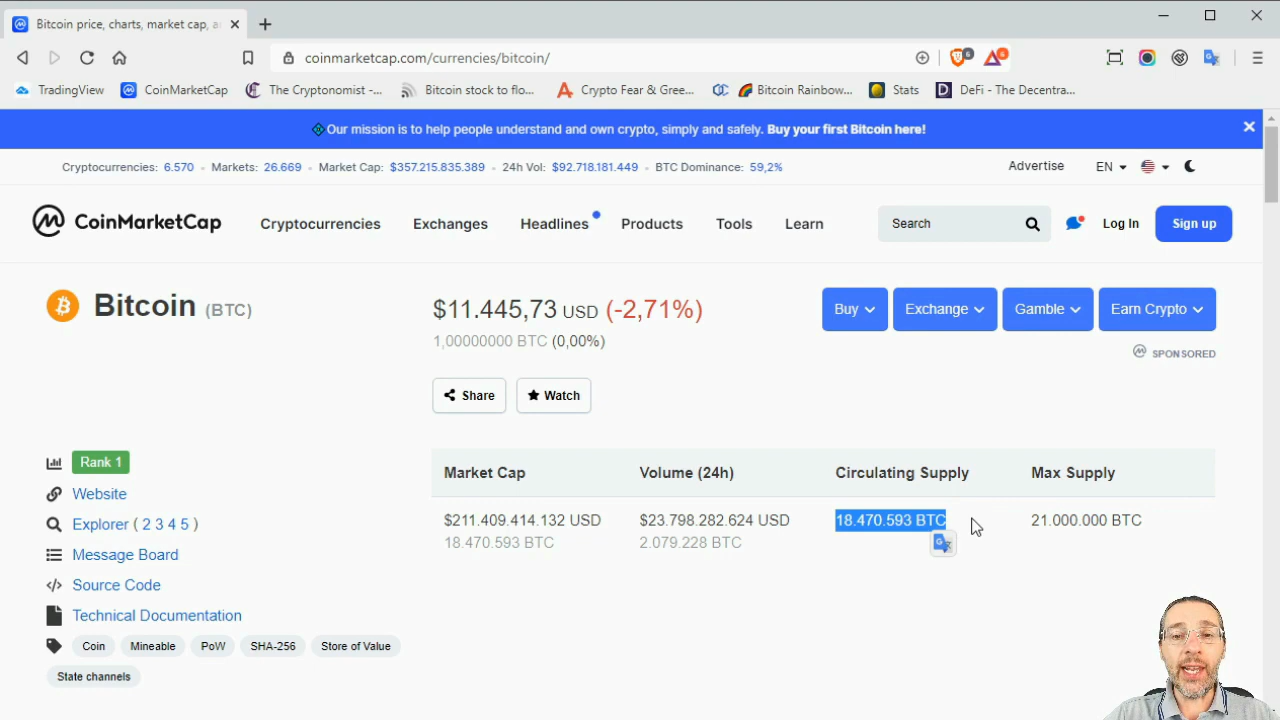 Bitcoin price, charts, market cap, a
coinmarketcap.com/currencies/bitcoin/
6
6
TradingView
CoinMarketCap
The Cryptonomist -...
Bitcoin stock to flo...
Crypto Fear & Gree...
Bitcoin Rainbow...
Stats
DeFi - The Decentra...
Our mission is to help people understand and own crypto, simply and safely. Buy your first Bitcoin here!
Cryptocurrencies: 6.570 • Markets: 26.669 • Market Cap: $357.215.835.389 • 24h Vol: $92.718.181.449 • BTC Dominance: 59,2%
Advertise
EN
CoinMarketCap
Cryptocurrencies
Exchanges
Headlines
Products
Tools
Learn
Search
Log In
Sign up
Bitcoin (BTC)
$11.445,73 USD (-2,71%)
1,00000000 BTC (0,00%)
Buy
Exchange
Gamble
Earn Crypto
SPONSORED
Share
Watch
Rank 1
Website
Explorer ( 2 3 4 5 )
Message Board
Source Code
Technical Documentation
Coin
Mineable
PoW
SHA-256
Store of Value
State channels
Market Cap
Volume (24h)
Circulating Supply
Max Supply
$211.409.414.132 USD
$23.798.282.624 USD
18.470.593 BTC
21.000.000 BTC
18.470.593 BTC
2.079.228 BTC